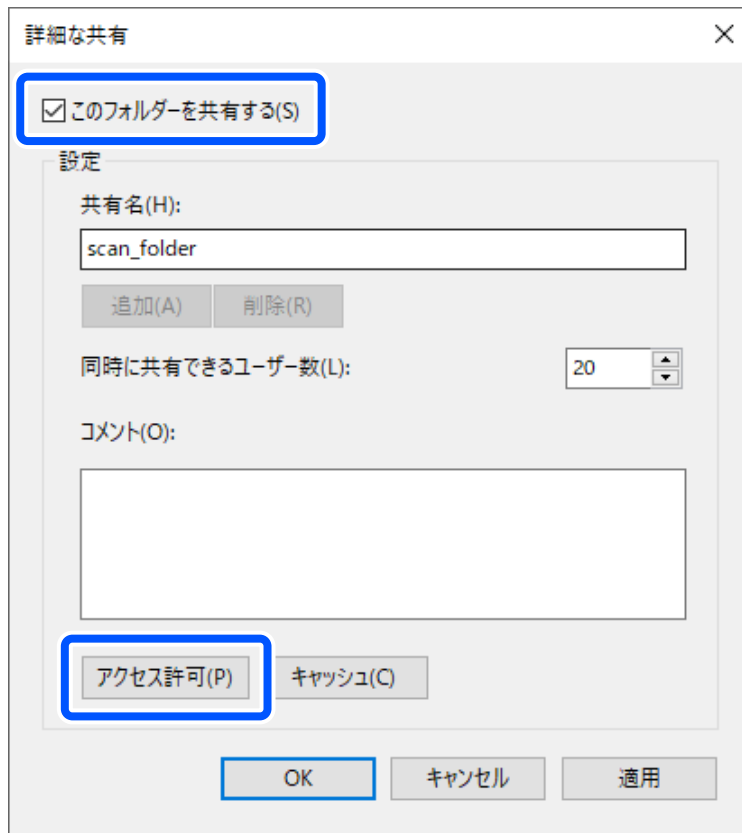 詳細な共有
このフォルダーを共有する(S)
設定
共有名(H):
scan_folder
追加(A) 削除(R)
同時に共有できるユーザー数(L): 20
コメント(O):
アクセス許可(P) キャッシュ(C)
OK キャンセル 適用